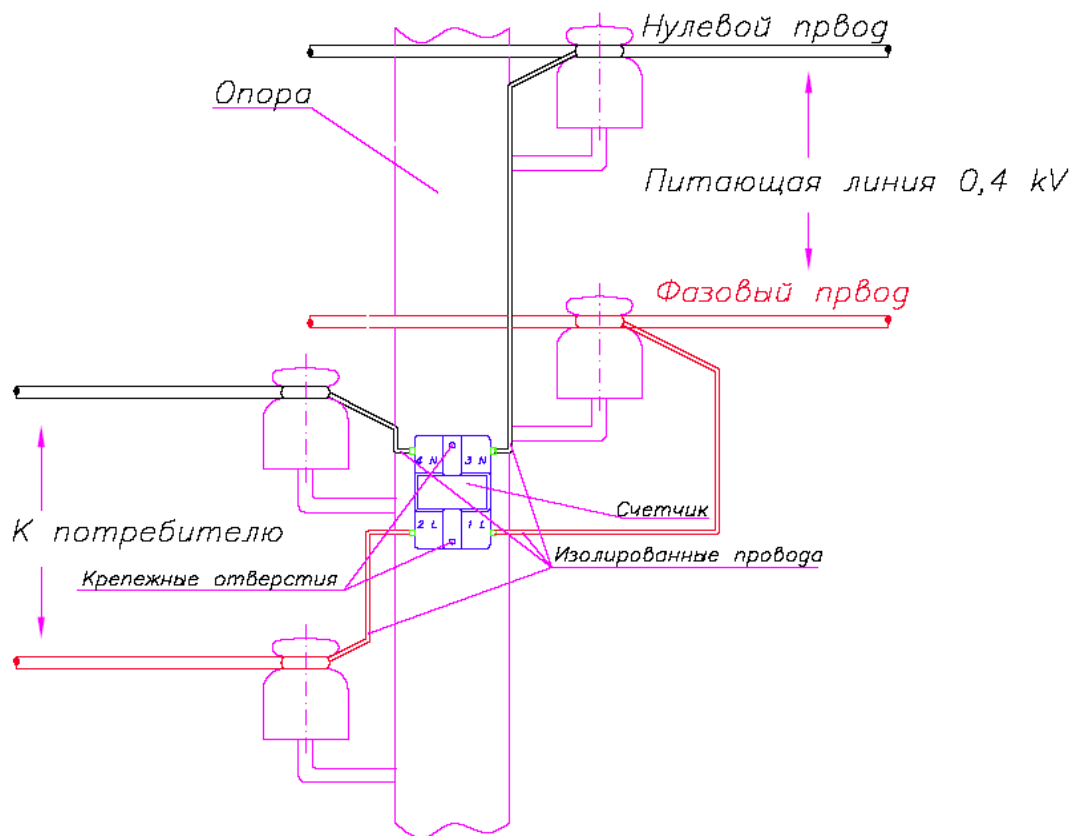 Нулевой првод
Опора
Питающая линия 0,4 kV
Фазовый првод
4 N 3 N
Счетчик
2 L 1 L
К потребителю
Изолированные провода
Крепежные отверстия